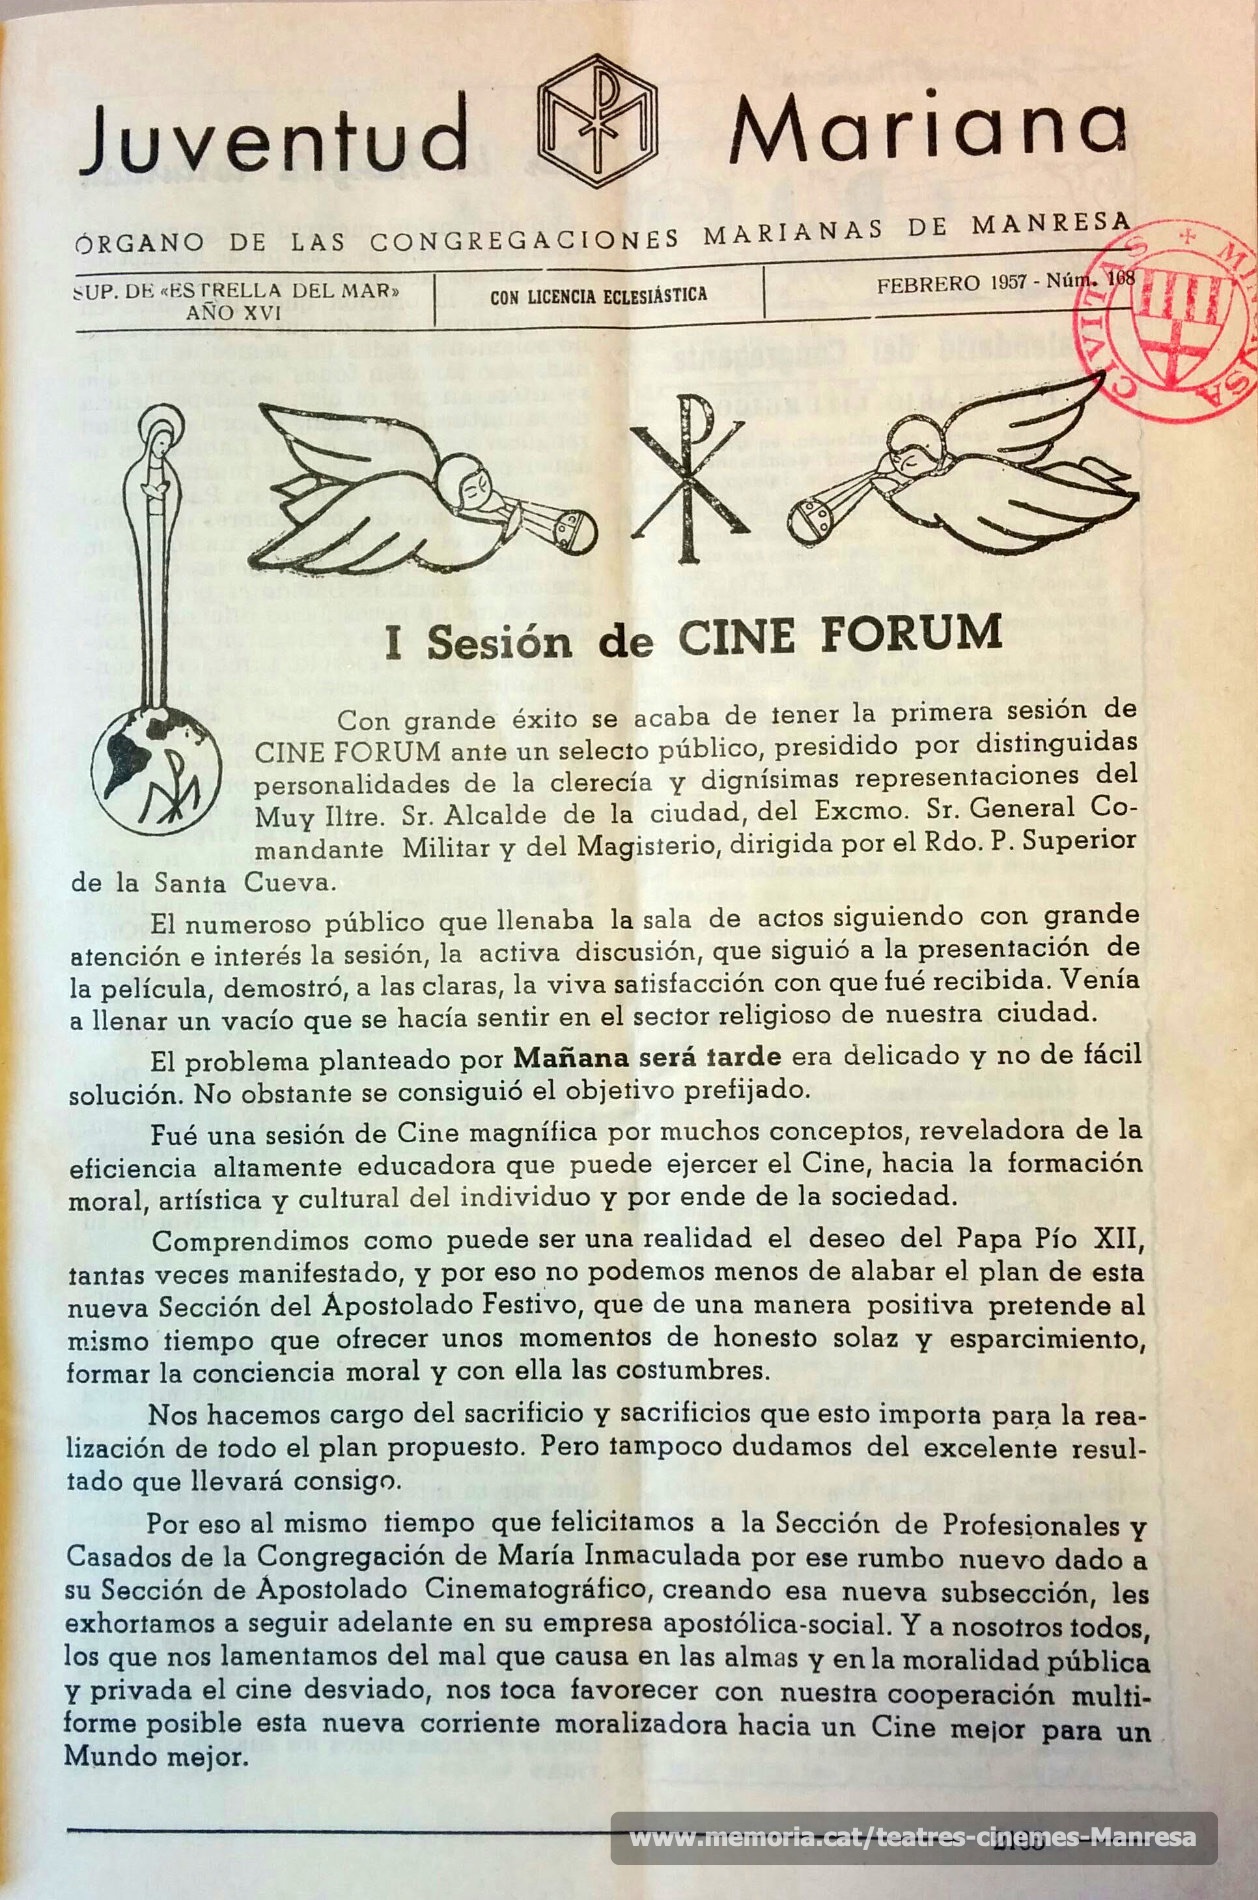 Juventud Mariana
ÓRGANO DE LAS CONGREGACIONES MARIANAS DE MANRESA
SUP. DE «ESTRELLA DEL MAR»
AÑO XVI
CON LICENCIA ECLESIÁSTICA
FEBRERO 1957 - Núm. 168
CIVITAS MINORISA
I Sesión de CINE FORUM
Con grande éxito se acaba de tener la primera sesión de
CINE FORUM ante un selecto público, presidido por distinguidas
personalidades de la clerecía y dignísimas representaciones del
Muy Iltre. Sr. Alcalde de la ciudad, del Excmo. Sr. General Co-
mandante Militar y del Magisterio, dirigida por el Rdo. P. Superior
de la Santa Cueva.
El numeroso público que llenaba la sala de actos siguiendo con grande
atención e interés la sesión, la activa discusión, que siguió a la presentación de
la película, demostró, a las claras, la viva satisfacción con que fué recibida. Venía
a llenar un vacío que se hacía sentir en el sector religioso de nuestra ciudad.
El problema planteado por Mañana será tarde era delicado y no de fácil
solución. No obstante se consiguió el objetivo prefijado.
Fué una sesión de Cine magnífica por muchos conceptos, reveladora de la
eficiencia altamente educadora que puede ejercer el Cine, hacia la formación
moral, artística y cultural del individuo y por ende de la sociedad.
Comprendimos como puede ser una realidad el deseo del Papa Pío XII,
tantas veces manifestado, y por eso no podemos menos de alabar el plan de esta
nueva Sección del Apostolado Festivo, que de una manera positiva pretende al
mismo tiempo que ofrecer unos momentos de honesto solaz y esparcimiento,
formar la conciencia moral y con ella las costumbres.
Nos hacemos cargo del sacrificio y sacrificios que esto importa para la rea-
lización de todo el plan propuesto. Pero tampoco dudamos del excelente resul-
tado que llevará consigo.
Por eso al mismo tiempo que felicitamos a la Sección de Profesionales y
Casados de la Congregación de María Inmaculada por ese rumbo nuevo dado a
su Sección de Apostolado Cinematográfico, creando esa nueva subsección, les
exhortamos a seguir adelante en su empresa apostólica-social. Y a nosotros todos,
los que nos lamentamos del mal que causa en las almas y en la moralidad pública
y privada el cine desviado, nos toca favorecer con nuestra cooperación multi-
forme posible esta nueva corriente moralizadora hacia un Cine mejor para un
Mundo mejor.
www.memoria.cat/teatres-cinemes-Manresa